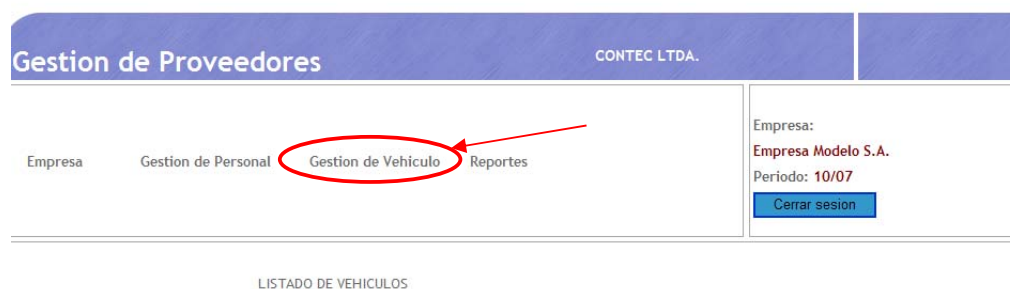 Gestion de Proveedores
CONTEC LTDA.
Empresa
Gestion de Personal
Gestion de Vehiculo
Reportes
Empresa:
Empresa Modelo S.A.
Periodo: 10/07
Cerrar sesion
LISTADO DE VEHICULOS